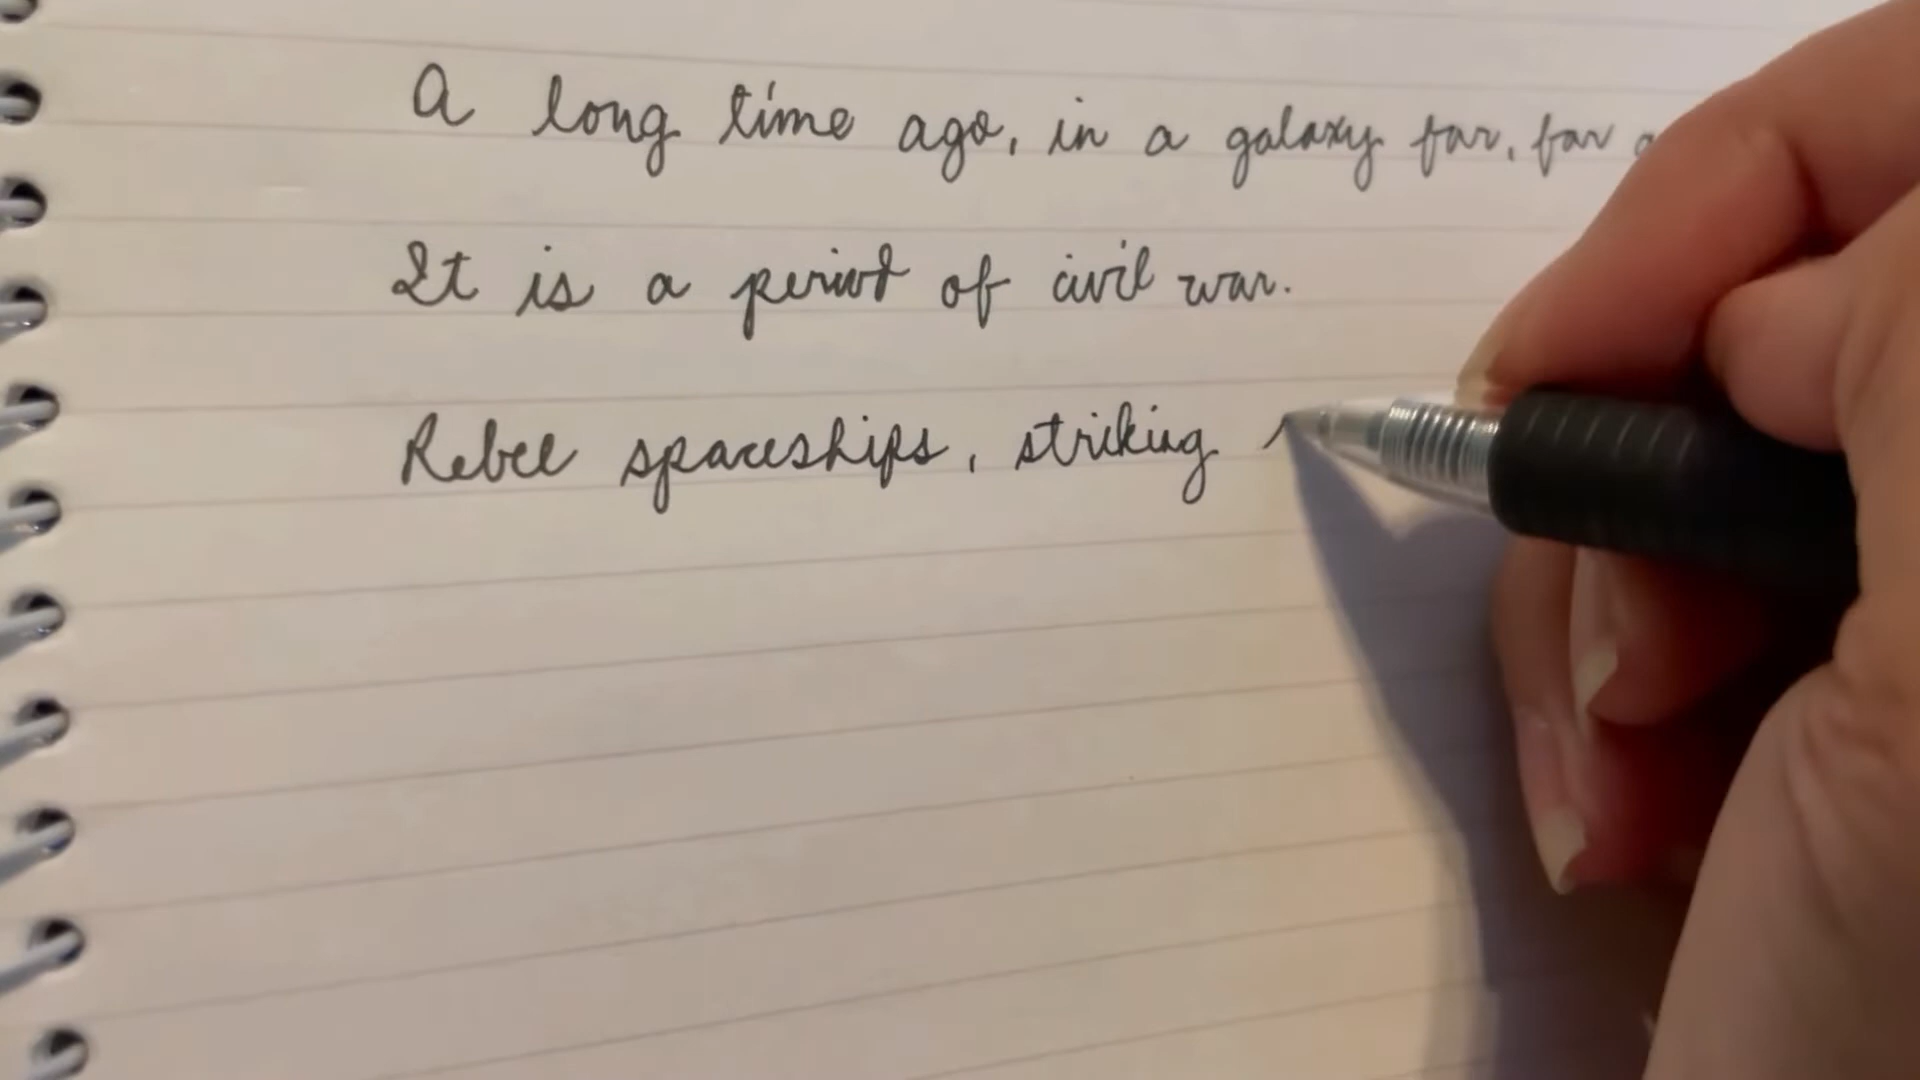 A long time ago, in a galaxy far, far a
It is a period of civil war.
Rebel spaceships, striking